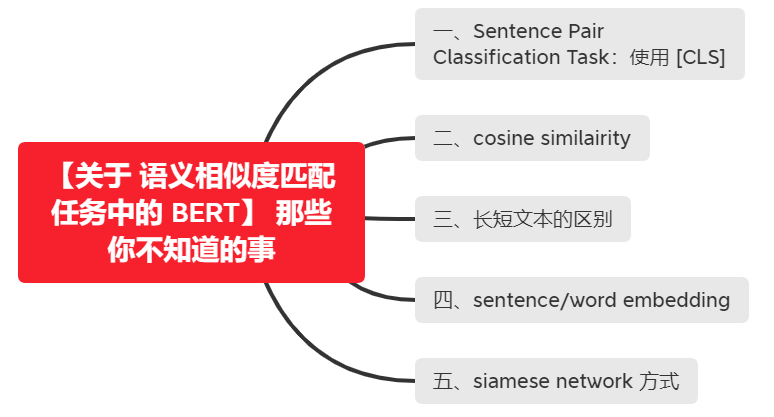 【关于 语义相似度匹配
任务中的 BERT】 那些
你不知道的事
一、Sentence Pair
Classification Task：使用 [CLS]
二、cosine similairity
三、长短文本的区别
四、sentence/word embedding
五、siamese network 方式